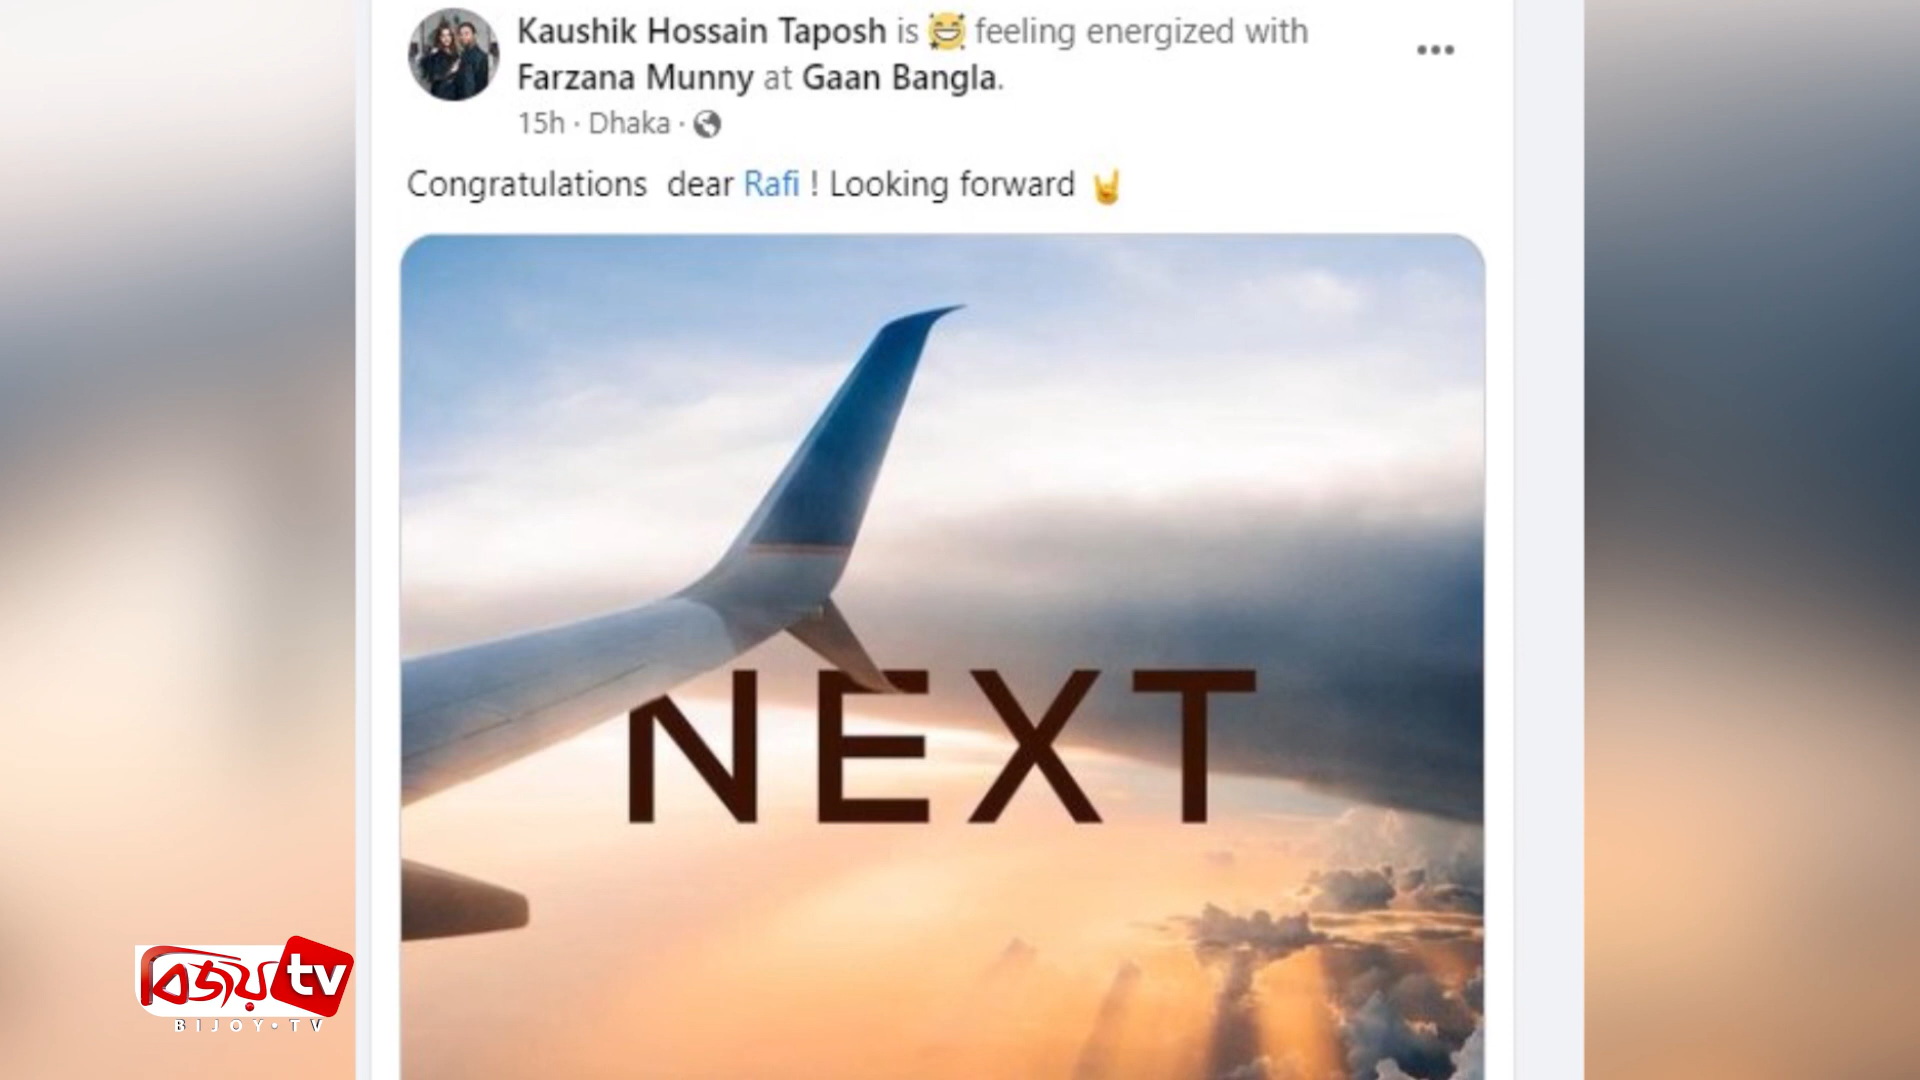 Kaushik Hossain Taposh is 😆 feeling energized with
Farzana Munny at Gaan Bangla.
15h · Dhaka ·
Congratulations dear Rafi ! Looking forward 🤘
NEXT
বিজয় tv
BIJOY·TV